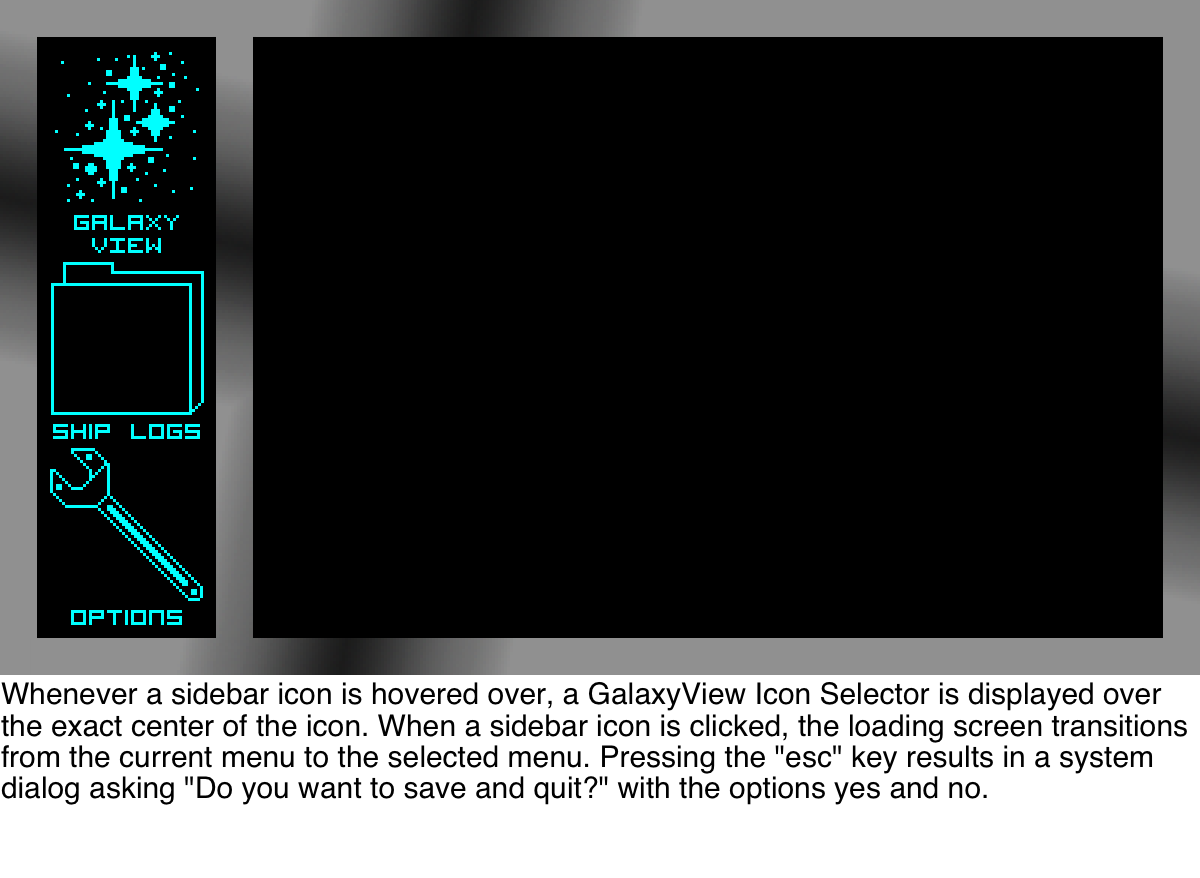 GALAXY
VIEW
SHIP LOGS
OPTIONS
Whenever a sidebar icon is hovered over, a GalaxyView Icon Selector is displayed over
the exact center of the icon. When a sidebar icon is clicked, the loading screen transitions
from the current menu to the selected menu. Pressing the "esc" key results in a system
dialog asking "Do you want to save and quit?" with the options yes and no.